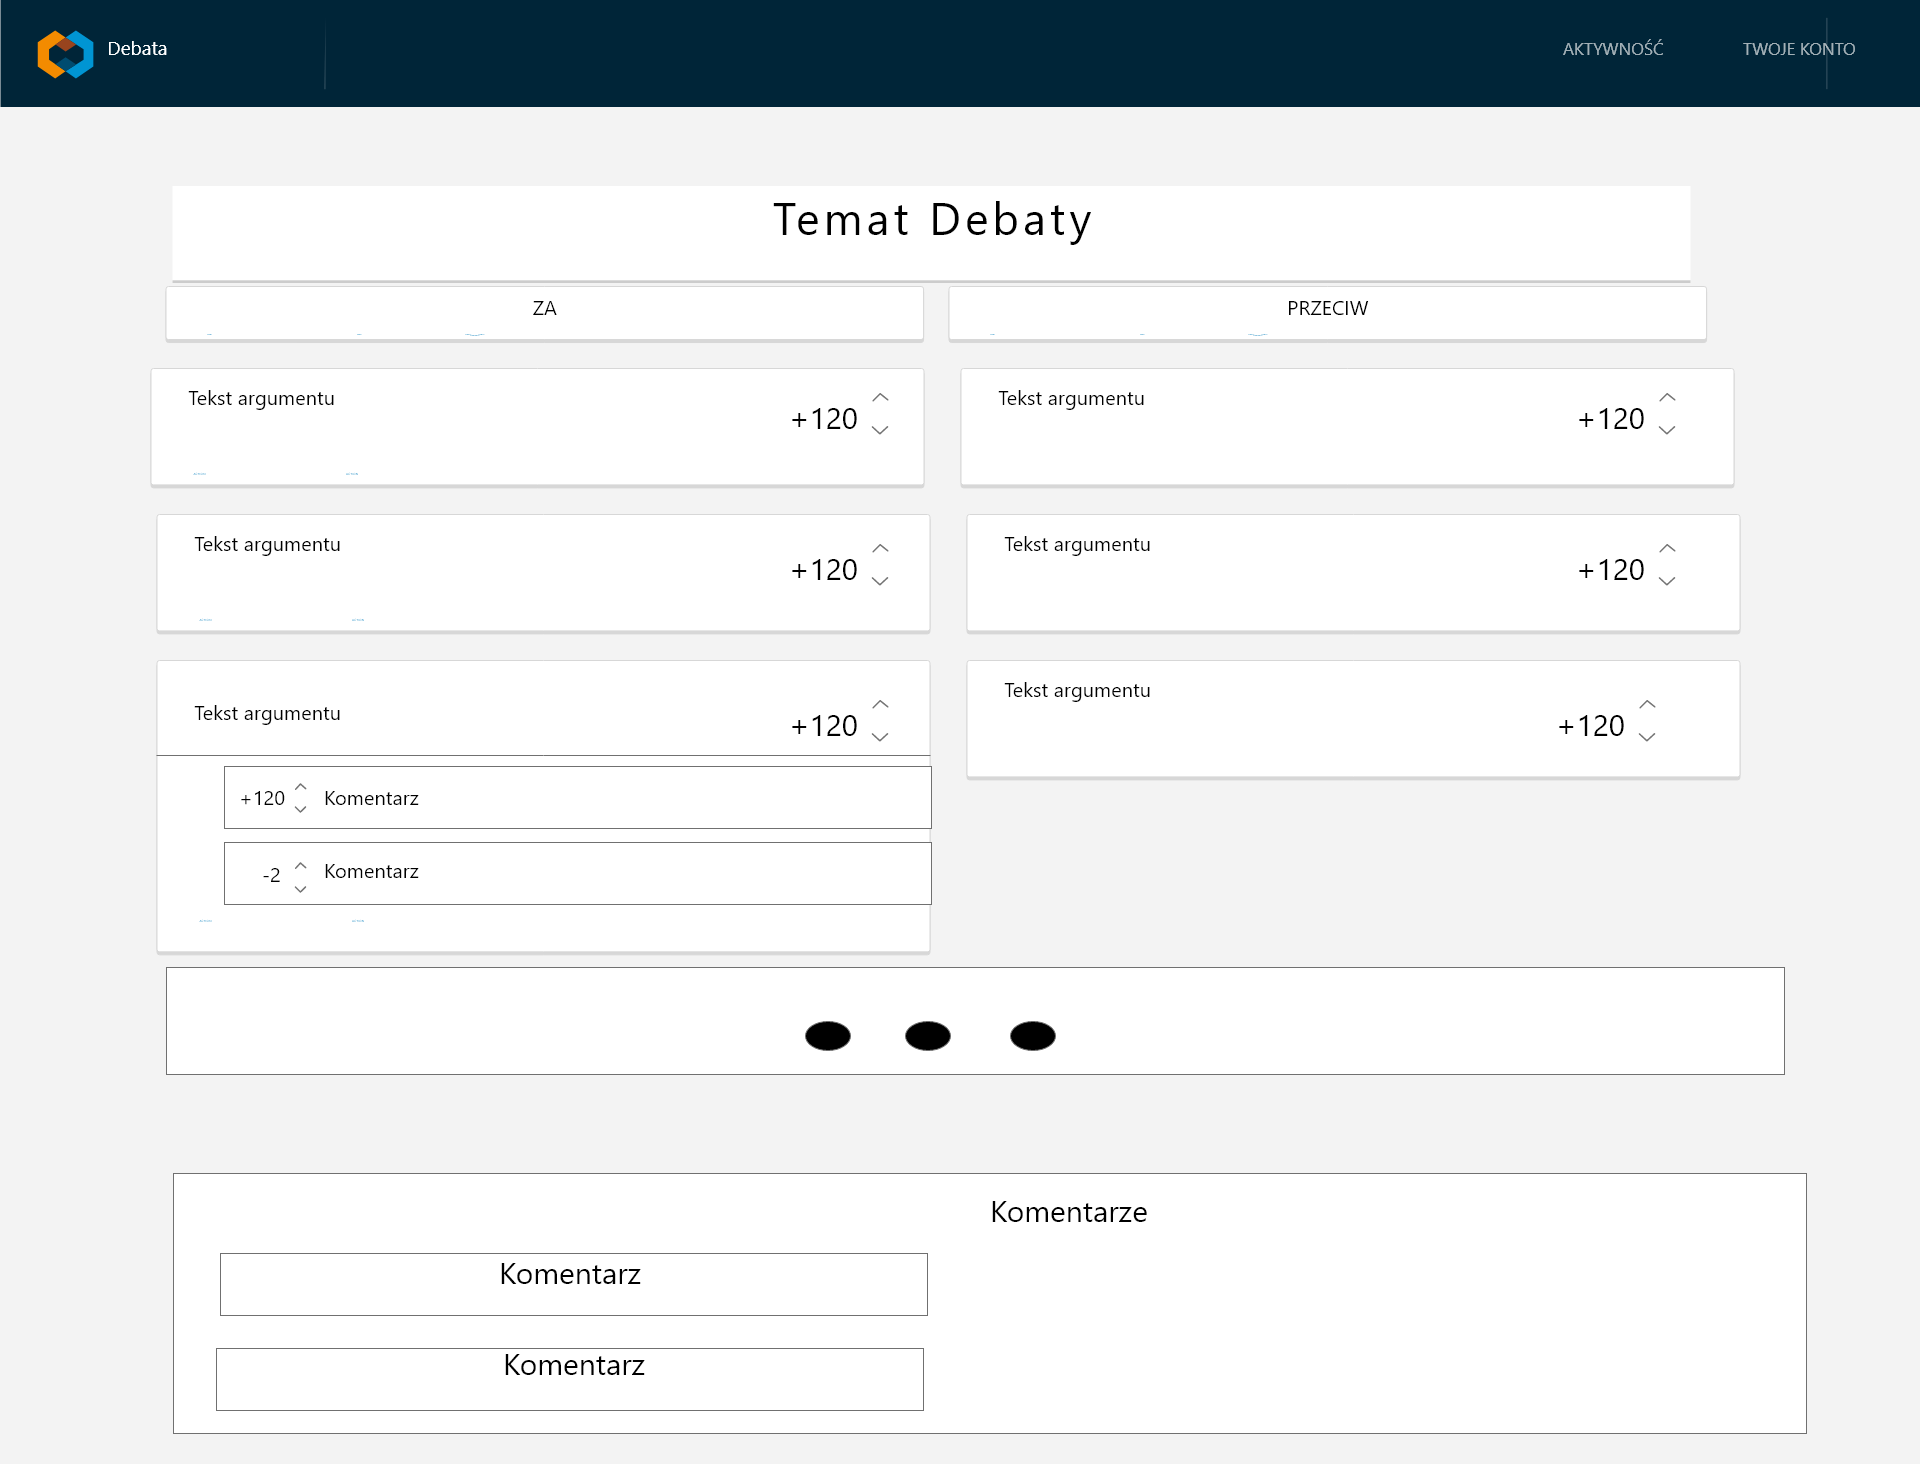 Debata
AKTYWNOŚĆ
TWOJE KONTO
Temat Debaty
ZA
PRZECIW
Tekst argumentu
+120
Tekst argumentu
+120
Tekst argumentu
+120
Tekst argumentu
+120
Tekst argumentu
+120
Tekst argumentu
+120
+120 Komentarz
-2 Komentarz
Komentarze
Komentarz
Komentarz